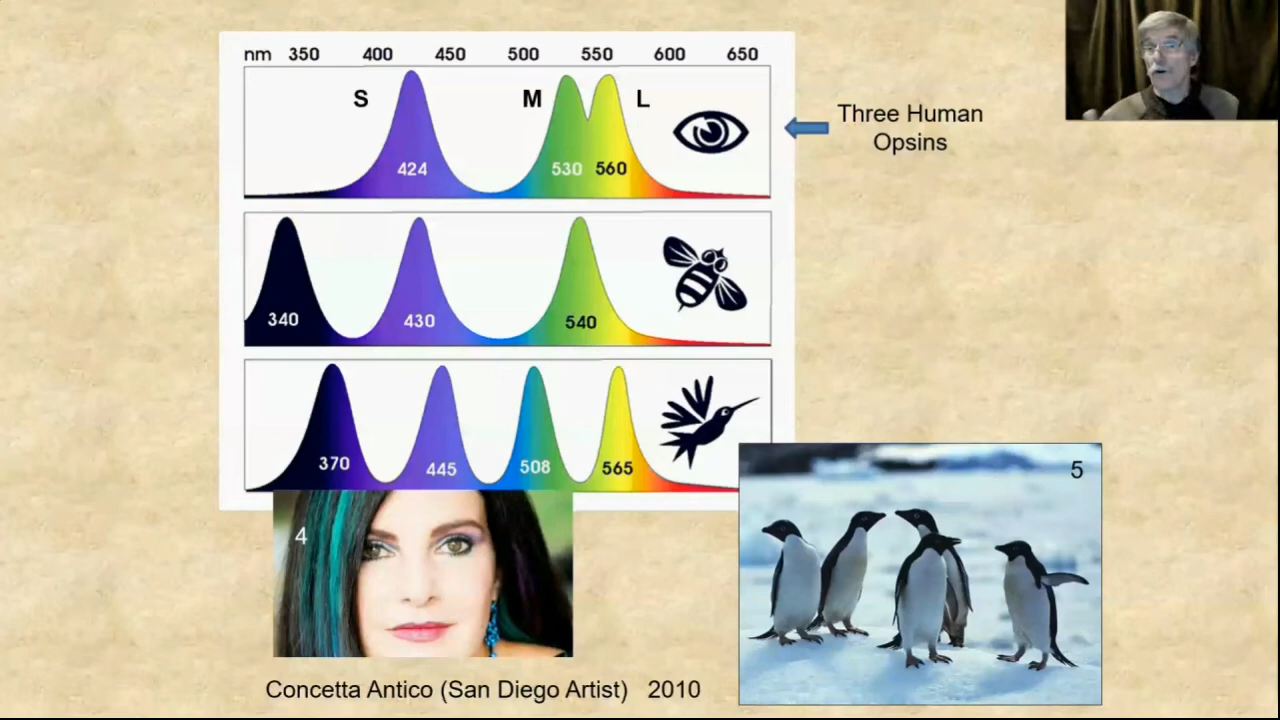 nm 350 400 450 500 550 600 650
S M L
424 530 560
Three Human
Opsins
340 430 540
370 445 508 565
4
5
Concetta Antico (San Diego Artist) 2010